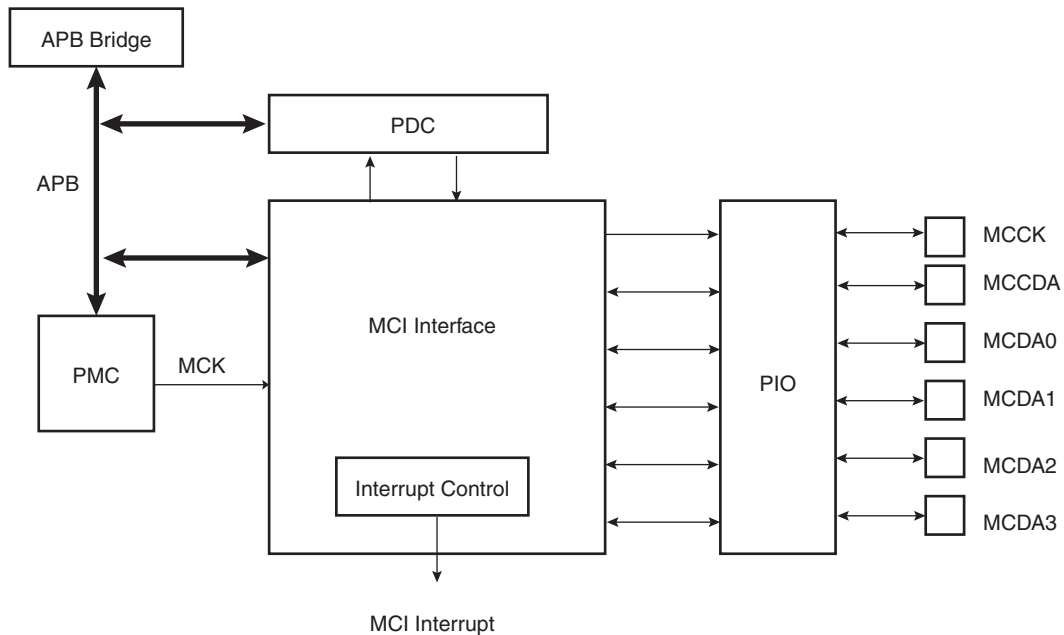 APB Bridge
PDC
APB
MCI Interface
PMC
MCK
Interrupt Control
MCI Interrupt
PIO
MCCK
MCCDA
MCDA0
MCDA1
MCDA2
MCDA3